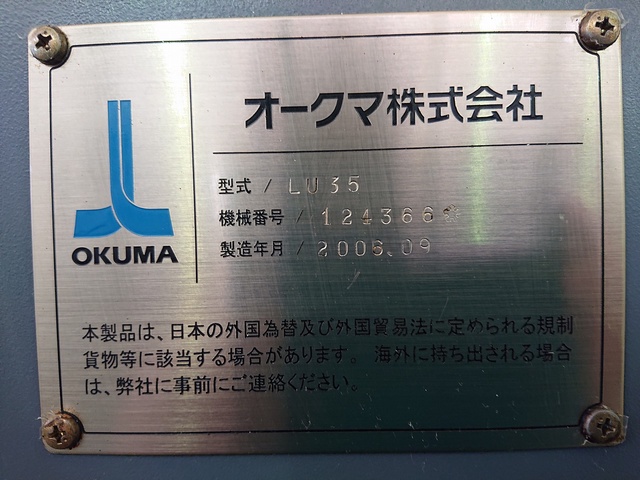 オークマ株式会社
OKUMA
型式 / LU35
機械番号 / 124366
製造年月 / 2006.09
本製品は、日本の外国為替及び外国貿易法に定められる規制
貨物等に該当する場合があります。 海外に持ち出される場合
は、弊社に事前にご連絡ください。